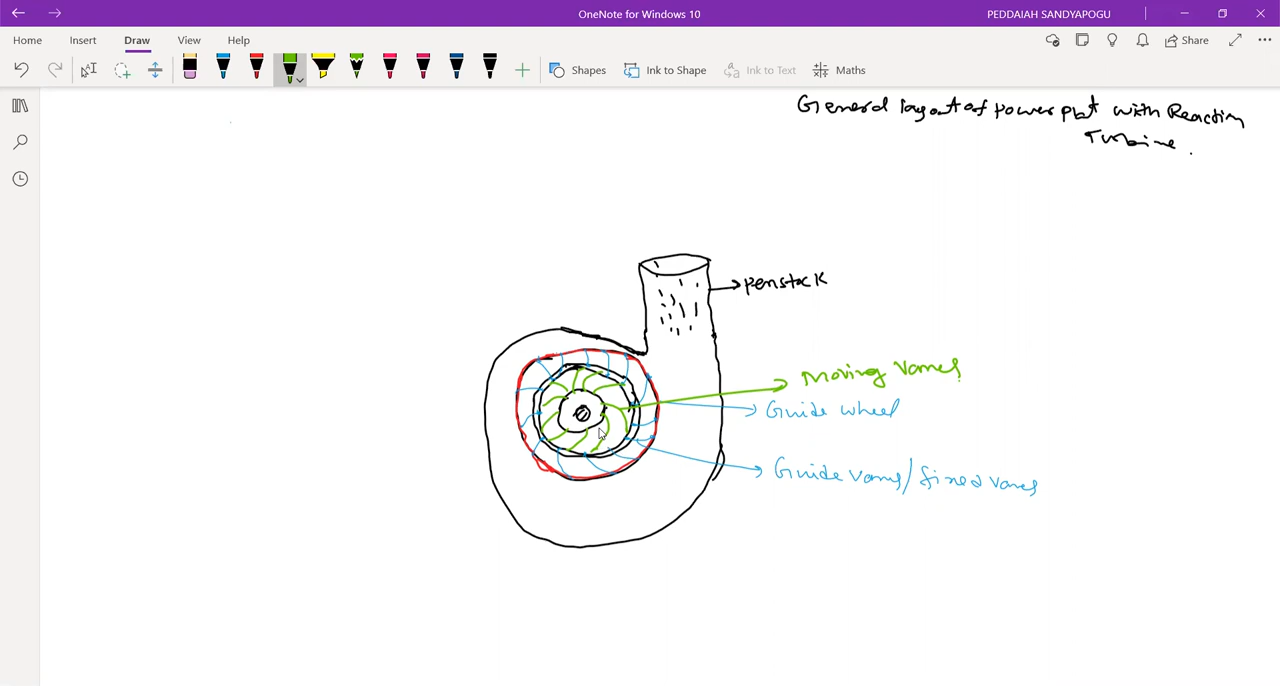 OneNote for Windows 10
PEDDAIAH SANDYAPOGU
Home
Insert
Draw
View
Help
Share
Shapes
Ink to Shape
Ink to Text
Maths
General layout of power plat with Reaction
Turbine.
penstock
Moving Vanes
Guide wheel
Guide Vanes/fixed Vanes